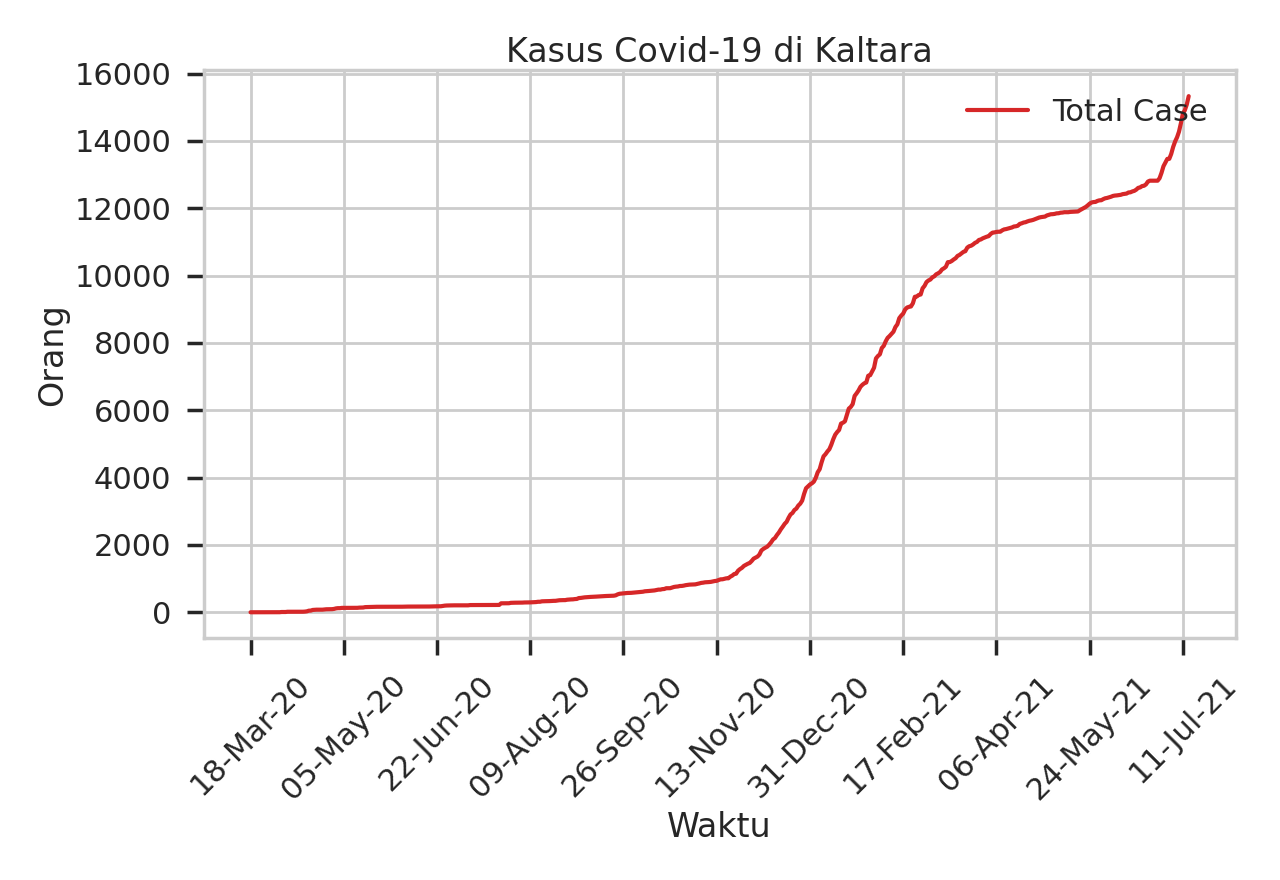 Kasus Covid-19 di Kaltara
Total Case
16000
14000
12000
10000
8000
6000
4000
2000
0
Orang
18-Mar-20
05-May-20
22-Jun-20
09-Aug-20
26-Sep-20
13-Nov-20
31-Dec-20
17-Feb-21
06-Apr-21
24-May-21
11-Jul-21
Waktu